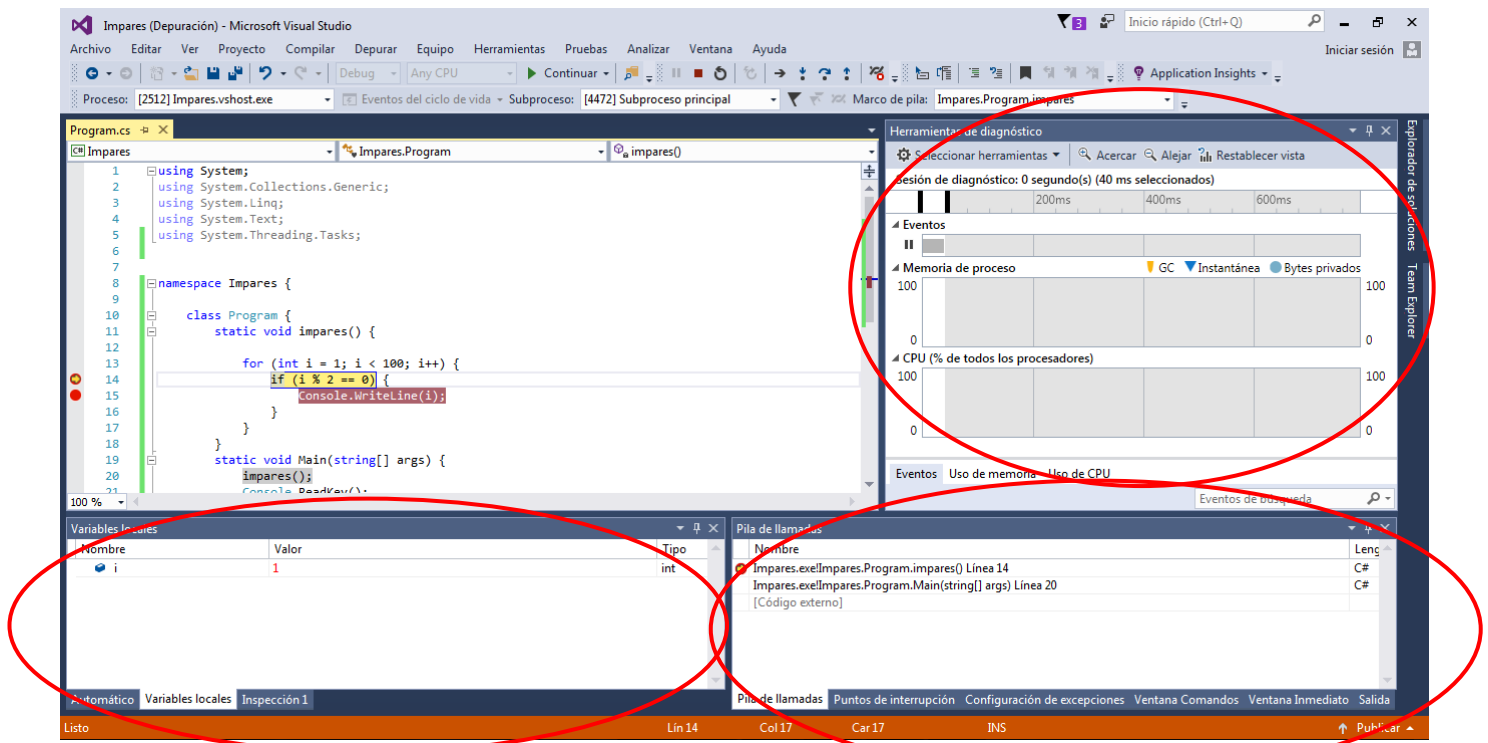 Impares (Depuración) - Microsoft Visual Studio
3
Inicio rápido (Ctrl+Q)
Archivo Editar Ver Proyecto Compilar Depurar Equipo Herramientas Pruebas Analizar Ventana Ayuda
Iniciar sesión
Debug Any CPU Continuar Application Insights
Proceso: [2512] Impares.vshost.exe Eventos del ciclo de vida Subproceso: [4472] Subproceso principal Marco de pila: Impares.Program.impares
Program.cs
C# Impares Impares.Program impares()
1 using System;
2 using System.Collections.Generic;
3 using System.Linq;
4 using System.Text;
5 using System.Threading.Tasks;
6
7
8 namespace Impares {
9
10 class Program {
11 static void impares() {
12
13 for (int i = 1; i < 100; i++) {
14 if (i % 2 == 0) {
15 Console.WriteLine(i);
16 }
17 }
18 }
19 static void Main(string[] args) {
20 impares();
21 Console.ReadKey();
100 %
Herramientas de diagnóstico
Seleccionar herramientas Acercar Alejar Restablecer vista
Sesión de diagnóstico: 0 segundo(s) (40 ms seleccionados)
200ms 400ms 600ms
Eventos
Memoria de proceso GC Instantánea Bytes privados
100 100
0 0
CPU (% de todos los procesadores)
100 100
0 0
Eventos Uso de memoria Uso de CPU
Eventos de búsqueda
Explorador de soluciones
Team Explorer
Variables locales
Nombre Valor Tipo
i 1 int
Automático Variables locales Inspección 1
Pila de llamadas
Nombre Leng
Impares.exe!Impares.Program.impares() Línea 14 C#
Impares.exe!Impares.Program.Main(string[] args) Línea 20 C#
[Código externo]
Pila de llamadas Puntos de interrupción Configuración de excepciones Ventana Comandos Ventana Inmediato Salida
Listo Lín 14 Col 17 Car 17 INS Publicar